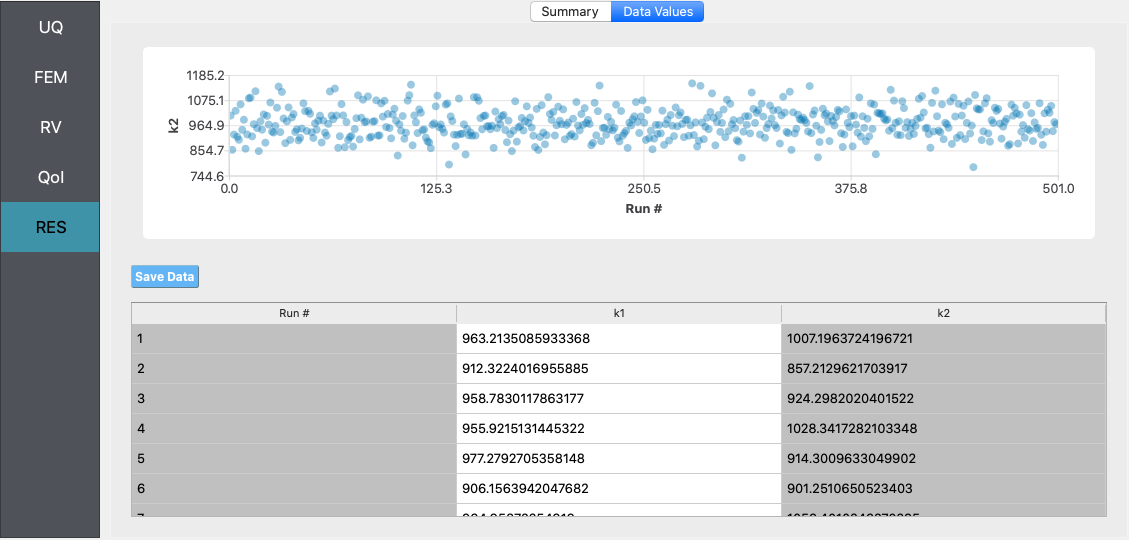 Summary Data Values
UQ
FEM
RV
QoI
RES
1185.2
1075.1
964.9
854.7
744.6
k2
0.0 125.3 250.5 375.8 501.0
Run #
Save Data
Run # k1 k2
1 963.2135085933368 1007.1963724196721
2 912.3224016955885 857.2129621703917
3 958.7830117863177 924.2982020401522
4 955.9215131445322 1028.3417282103348
5 977.2792705358148 914.3009633049902
6 906.1563942047682 901.2510650523403